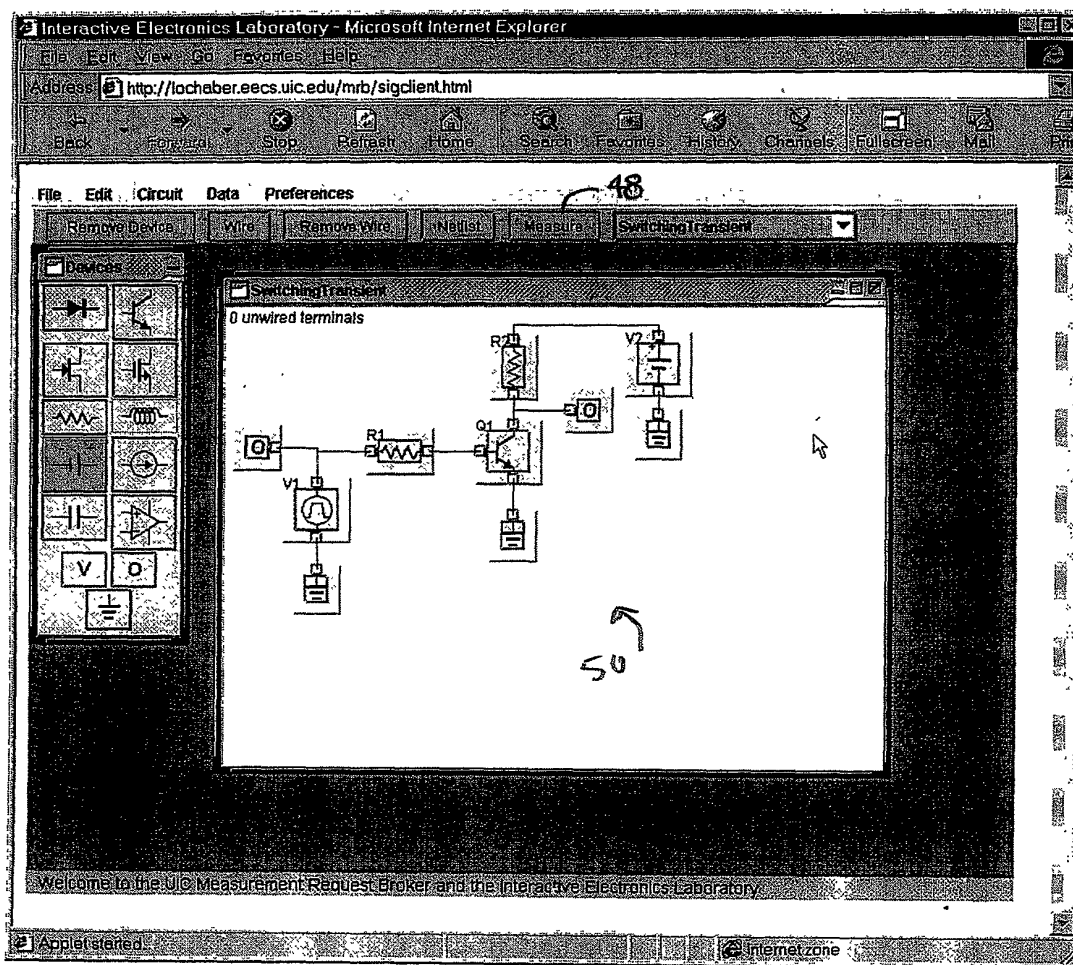 Interactive Electronics Laboratory - Microsoft Internet Explorer
File Edit View Go Favorites Help
Address http://lochaber.eecs.uic.edu/mrb/sigclient.html
Back Forward Stop Refresh Home Search Favorites History Channels Fullscreen Mail
File Edit Circuit Data Preferences
48
Remove Device Wire Remove Wire Netlist Measure SwitchingTransient
Devices
SwitchingTransient
0 unwired terminals
R2 V2
O
Q1
R1
O
V1
V O
50
Welcome to the UIC Measurement Request Broker and the Interactive Electronics Laboratory
Applet started. Internet zone